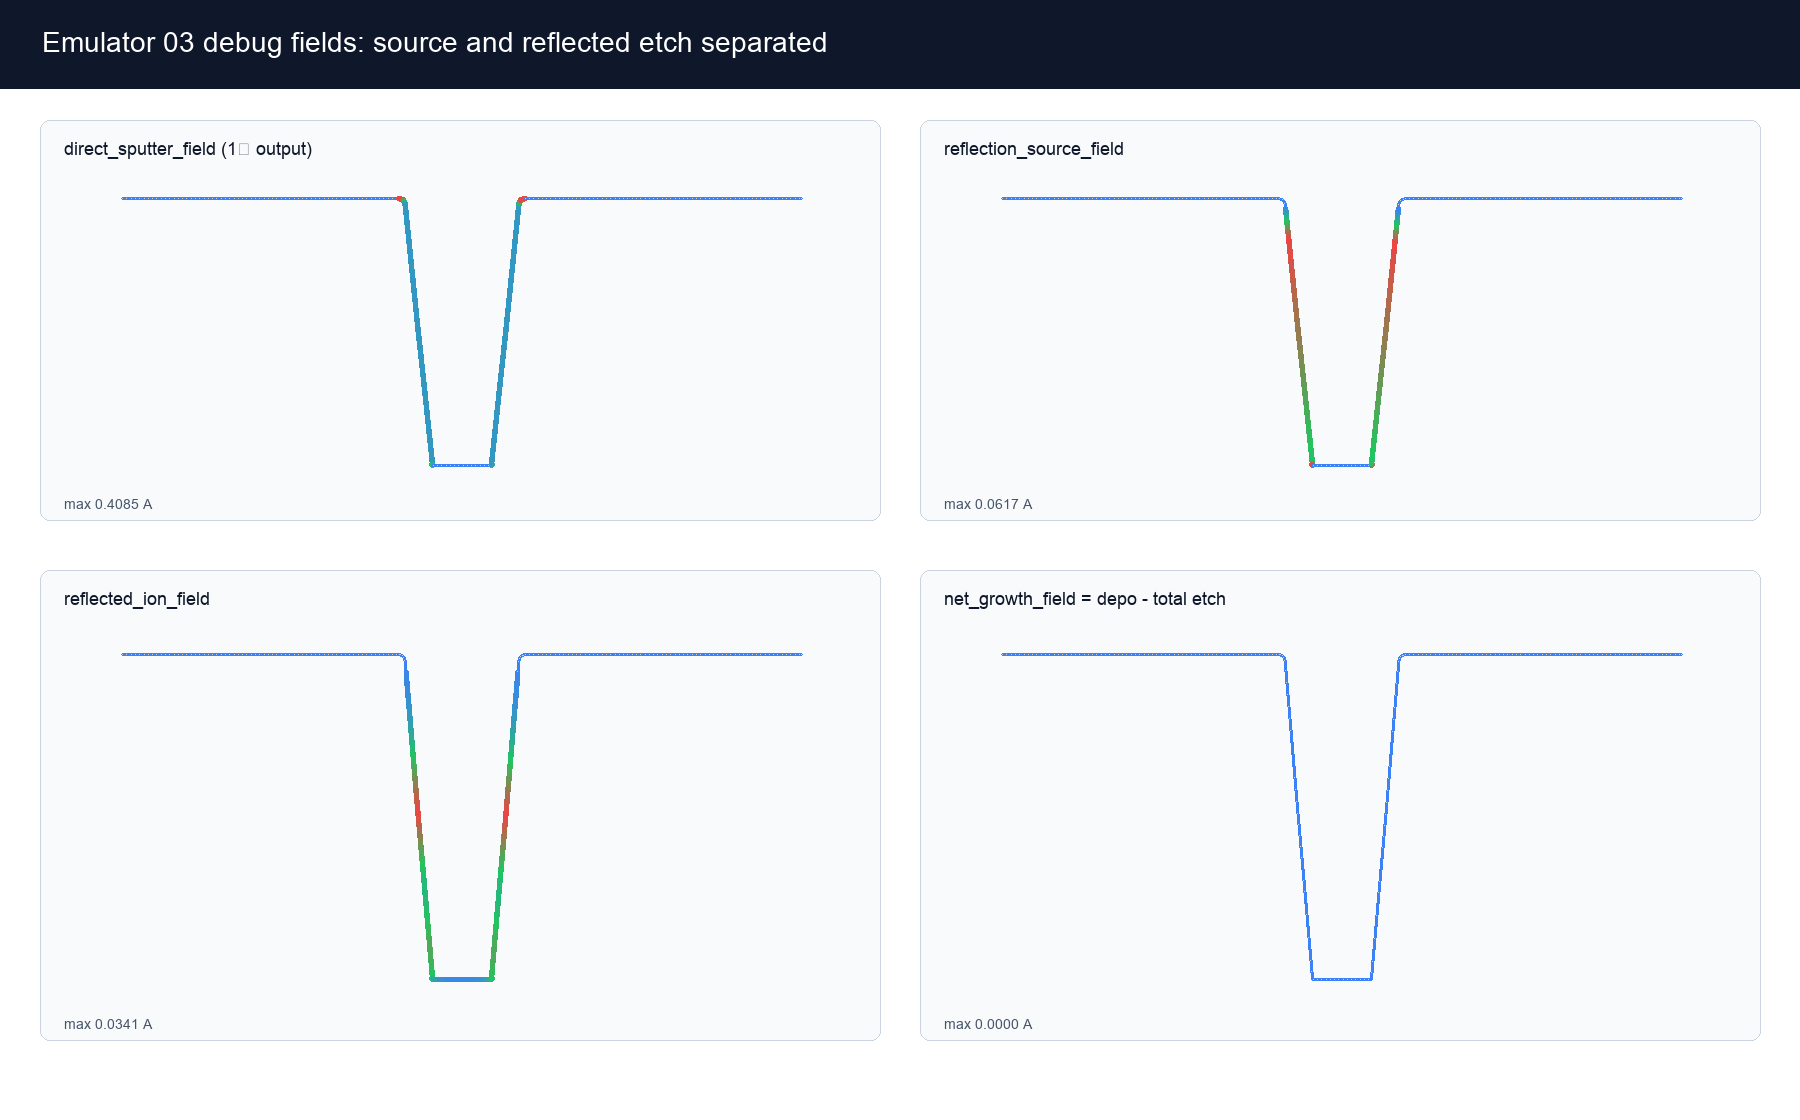 Emulator 03 debug fields: source and reflected etch separated
direct_sputter_field (1□ output)
reflection_source_field
max 0.4085 A
max 0.0617 A
reflected_ion_field
net_growth_field = depo - total etch
max 0.0341 A
max 0.0000 A